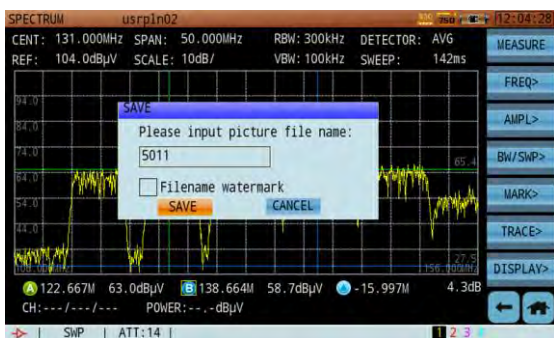 SPECTRUM usrpln02 750 12:04:28
CENT: 131.000MHz SPAN: 50.000MHz RBW: 300kHz DETECTOR: AVG
REF: 104.0dBμV SCALE: 10dB/ VBW: 100kHz SWEEP: 142ms
MEASURE
FREQ>
AMPL>
BW/SWP>
MARK>
TRACE>
DISPLAY>
94.0
84.0
74.0
64.0
54.0
44.0
SAVE
Please input picture file name:
5011
Filename watermark
SAVE CANCEL
65.4
27.5
A 122.667M 63.0dBμV B 138.664M 58.7dBμV -15.997M 4.3dB
CH:---/---/--- POWER:--.-dBμV
SWP | ATT:14 | 1 2 3